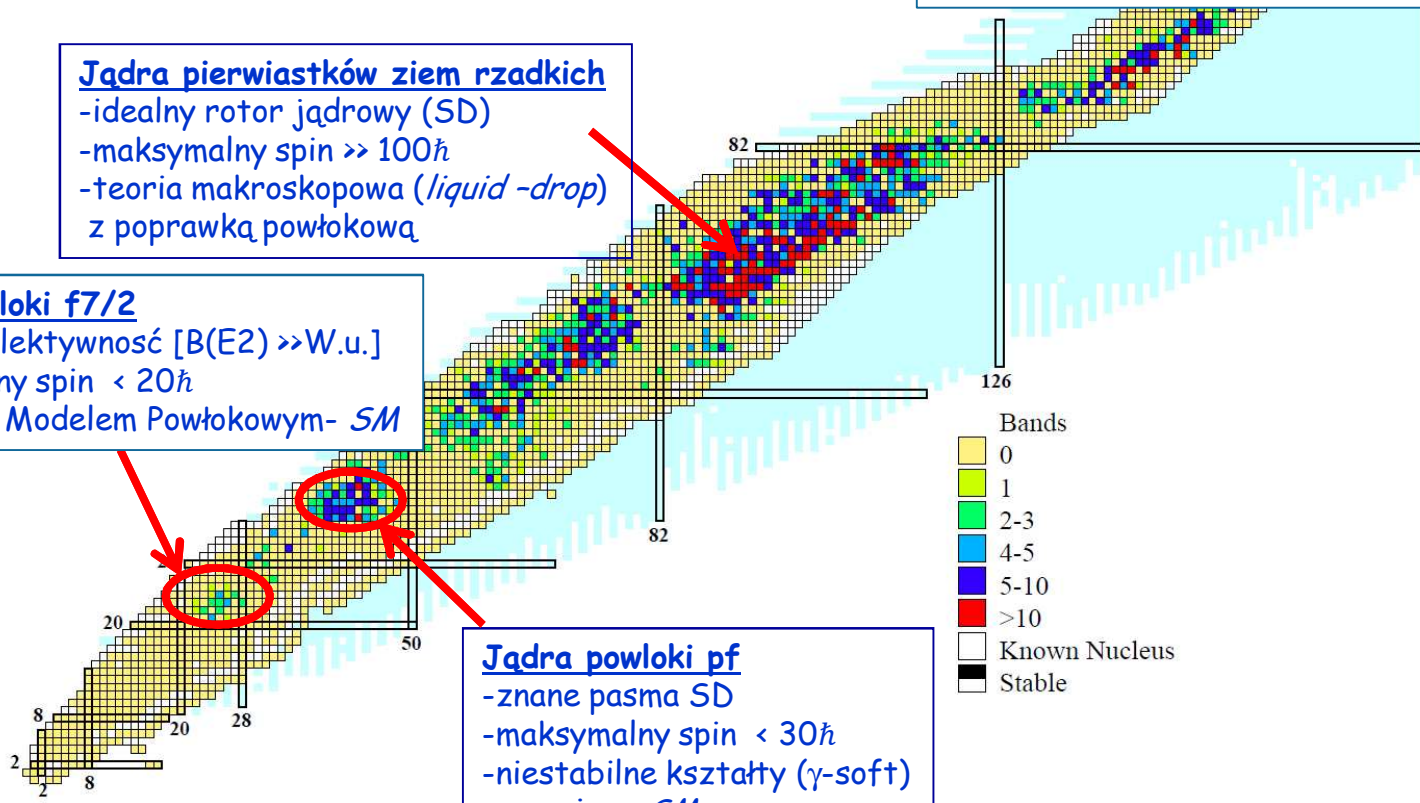 Jądra pierwiastków ziem rzadkich
-idealny rotor jądrowy (SD)
-maksymalny spin >> 100ħ
-teoria makroskopowa (liquid –drop)
z poprawką powłokową
loki f7/2
lektywność [B(E2) >>W.u.]
ny spin < 20ħ
Modelem Powłokowym- SM
Jądra powloki pf
-znane pasma SD
-maksymalny spin < 30ħ
-niestabilne kształty (γ-soft)
SM
82
126
82
50
28
20
20
8
8
2
2
Bands
0
1
2-3
4-5
5-10
>10
Known Nucleus
Stable